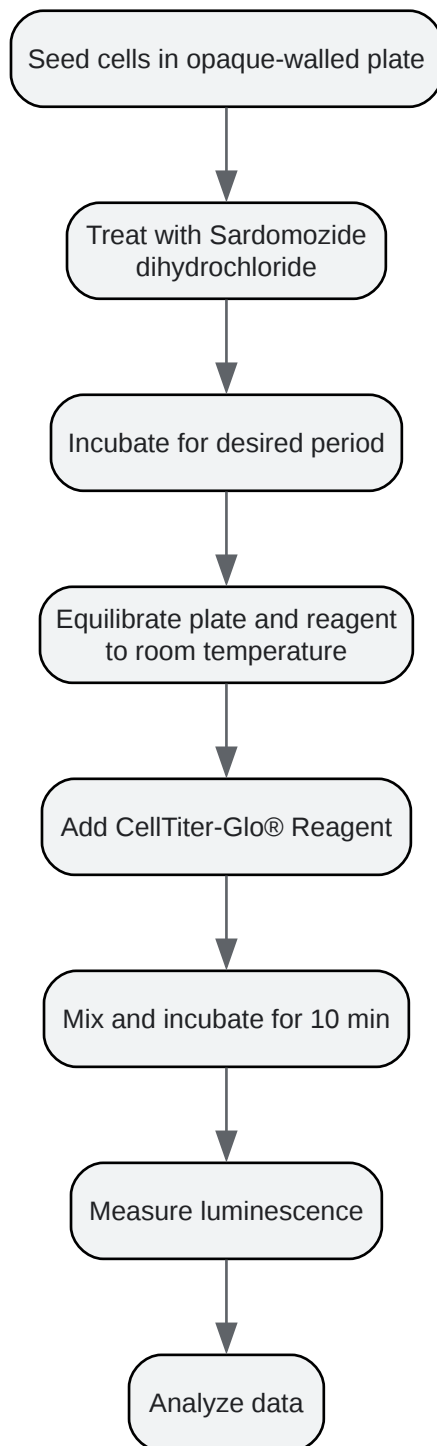 Seed cells in opaque-walled plate
Treat with Sardomozide
dihydrochloride
Incubate for desired period
Equilibrate plate and reagent
to room temperature
Add CellTiter-Glo® Reagent
Mix and incubate for 10 min
Measure luminescence
Analyze data